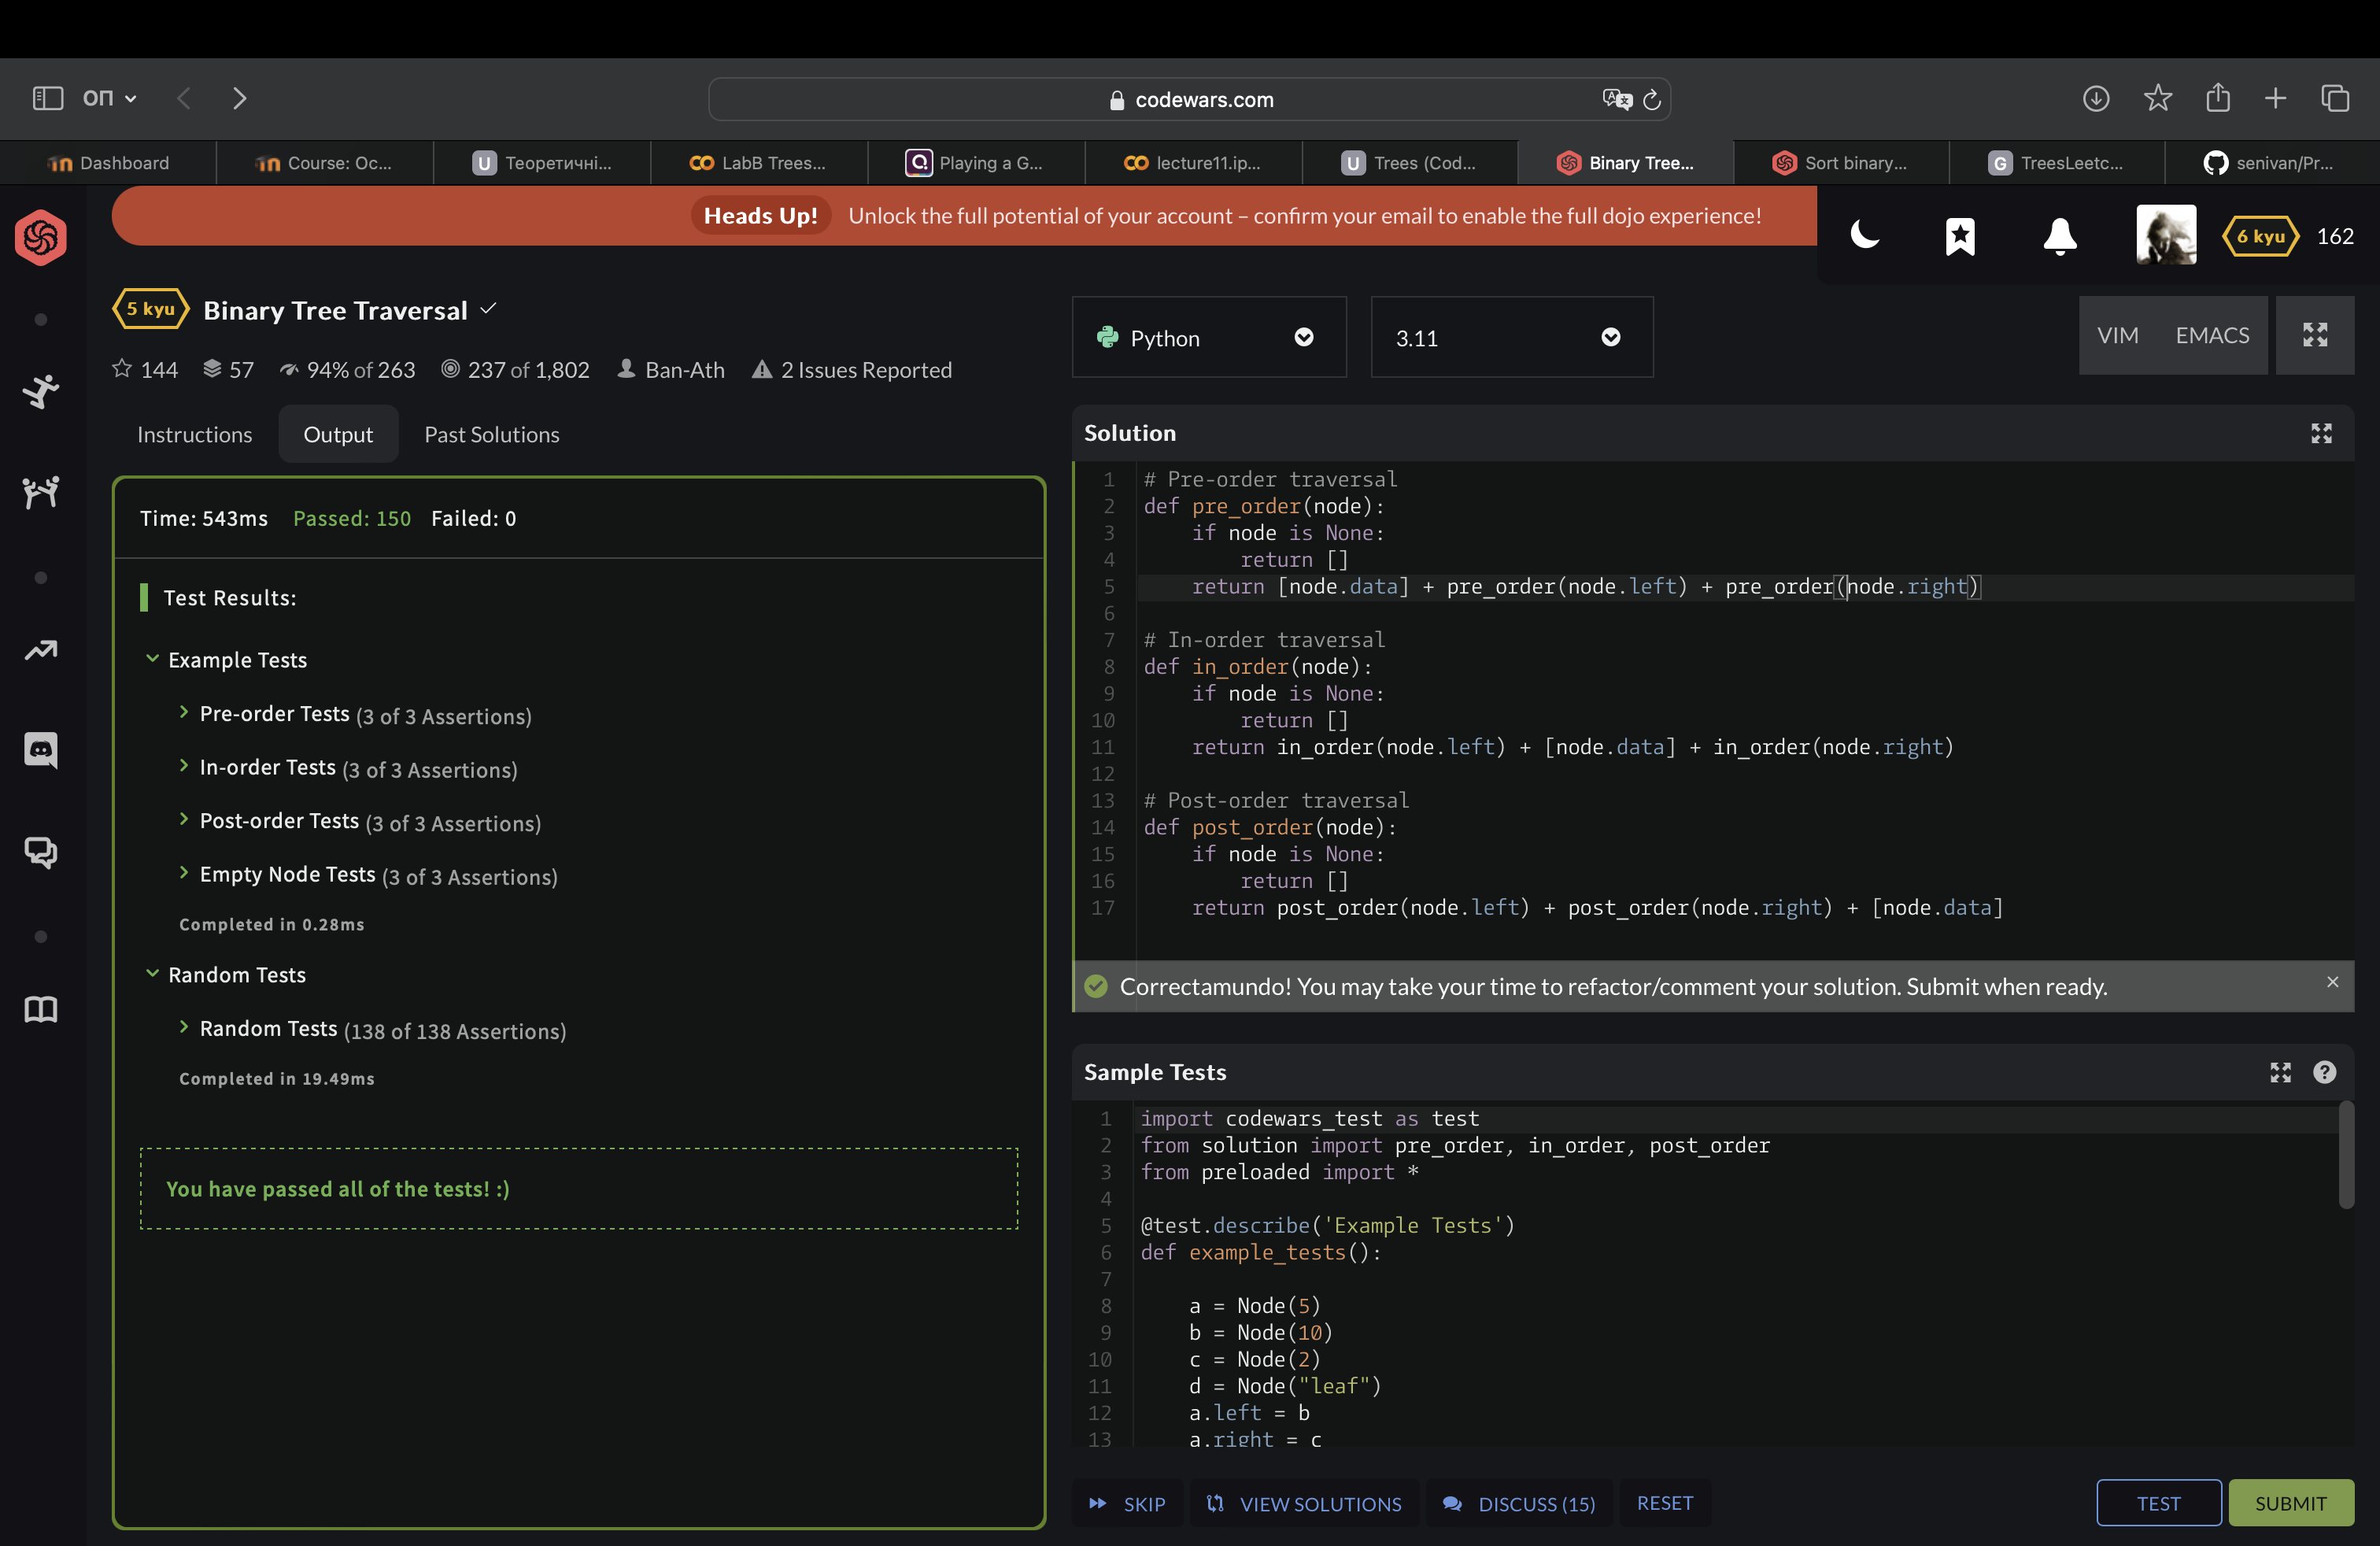 ОП
codewars.com
Dashboard
Course: Ос...
U Теоретичні...
LabB Trees...
Playing a G...
lecture11.ip...
U Trees (Cod...
Binary Tree...
Sort binary...
G TreesLeetc...
senivan/Pr...
Heads Up! Unlock the full potential of your account – confirm your email to enable the full dojo experience!
6 kyu 162
5 kyu Binary Tree Traversal
144 57 94% of 263 237 of 1,802 Ban-Ath 2 Issues Reported
Instructions Output Past Solutions
Time: 543ms Passed: 150 Failed: 0
Test Results:
Example Tests
Pre-order Tests (3 of 3 Assertions)
In-order Tests (3 of 3 Assertions)
Post-order Tests (3 of 3 Assertions)
Empty Node Tests (3 of 3 Assertions)
Completed in 0.28ms
Random Tests
Random Tests (138 of 138 Assertions)
Completed in 19.49ms
You have passed all of the tests! :)
Python 3.11 VIM EMACS
Solution
1 # Pre-order traversal
2 def pre_order(node):
3     if node is None:
4         return []
5     return [node.data] + pre_order(node.left) + pre_order(node.right)
6
7 # In-order traversal
8 def in_order(node):
9     if node is None:
10         return []
11     return in_order(node.left) + [node.data] + in_order(node.right)
12
13 # Post-order traversal
14 def post_order(node):
15     if node is None:
16         return []
17     return post_order(node.left) + post_order(node.right) + [node.data]
Correctamundo! You may take your time to refactor/comment your solution. Submit when ready.
Sample Tests
1 import codewars_test as test
2 from solution import pre_order, in_order, post_order
3 from preloaded import *
4
5 @test.describe('Example Tests')
6 def example_tests():
7
8     a = Node(5)
9     b = Node(10)
10     c = Node(2)
11     d = Node("leaf")
12     a.left = b
13     a.right = c
SKIP VIEW SOLUTIONS DISCUSS (15) RESET TEST SUBMIT